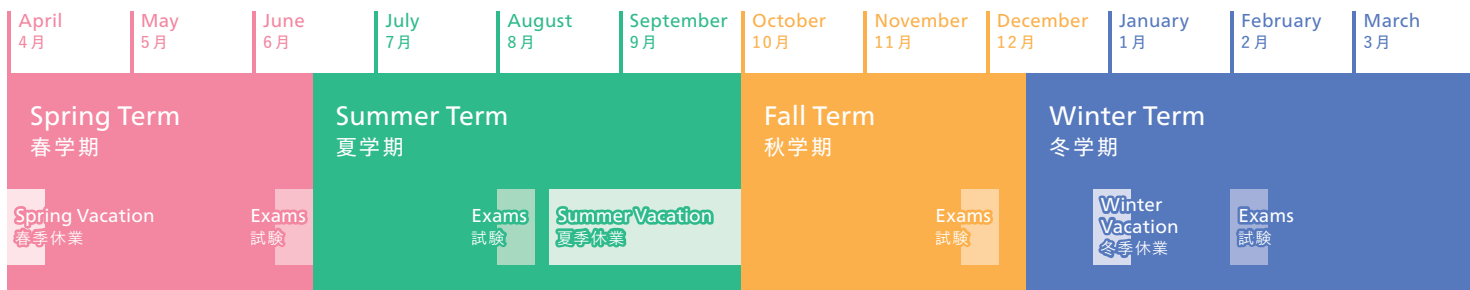 April
4月
May
5月
June
6月
July
7月
August
8月
September
9月
October
10月
November
11月
December
12月
January
1月
February
2月
March
3月
Spring Term
春学期
Summer Term
夏学期
Fall Term
秋学期
Winter Term
冬学期
Spring Vacation
春季休業
Exams
試験
Exams
試験
Summer Vacation
夏季休業
Exams
試験
Winter
Vacation
冬季休業
Exams
試験